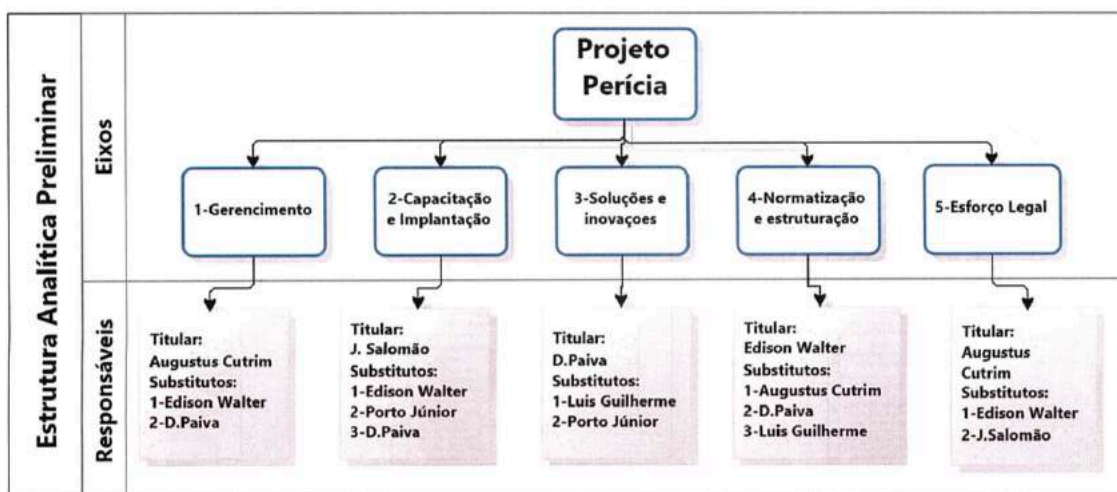 Estrutura Analítica Preliminar
Eixos
Projeto
Perícia
1-Gerencimento
2-Capacitação
e Implantação
3-Soluções e
inovaçoes
4-Normatização
e estruturação
5-Esforço Legal
Responsáveis
Titular:
Augustus Cutrim
Substitutos:
1-Edison Walter
2-D.Paiva
Titular:
J. Salomão
Substitutos:
1-Edison Walter
2-Porto Júnior
3-D.Paiva
Titular:
D.Paiva
Substitutos:
1-Luis Guilherme
2-Porto Júnior
Titular:
Edison Walter
Substitutos:
1-Augustus Cutrim
2-D.Paiva
3-Luis Guilherme
Titular:
Augustus
Cutrim
Substitutos:
1-Edison Walter
2-J.Salomão